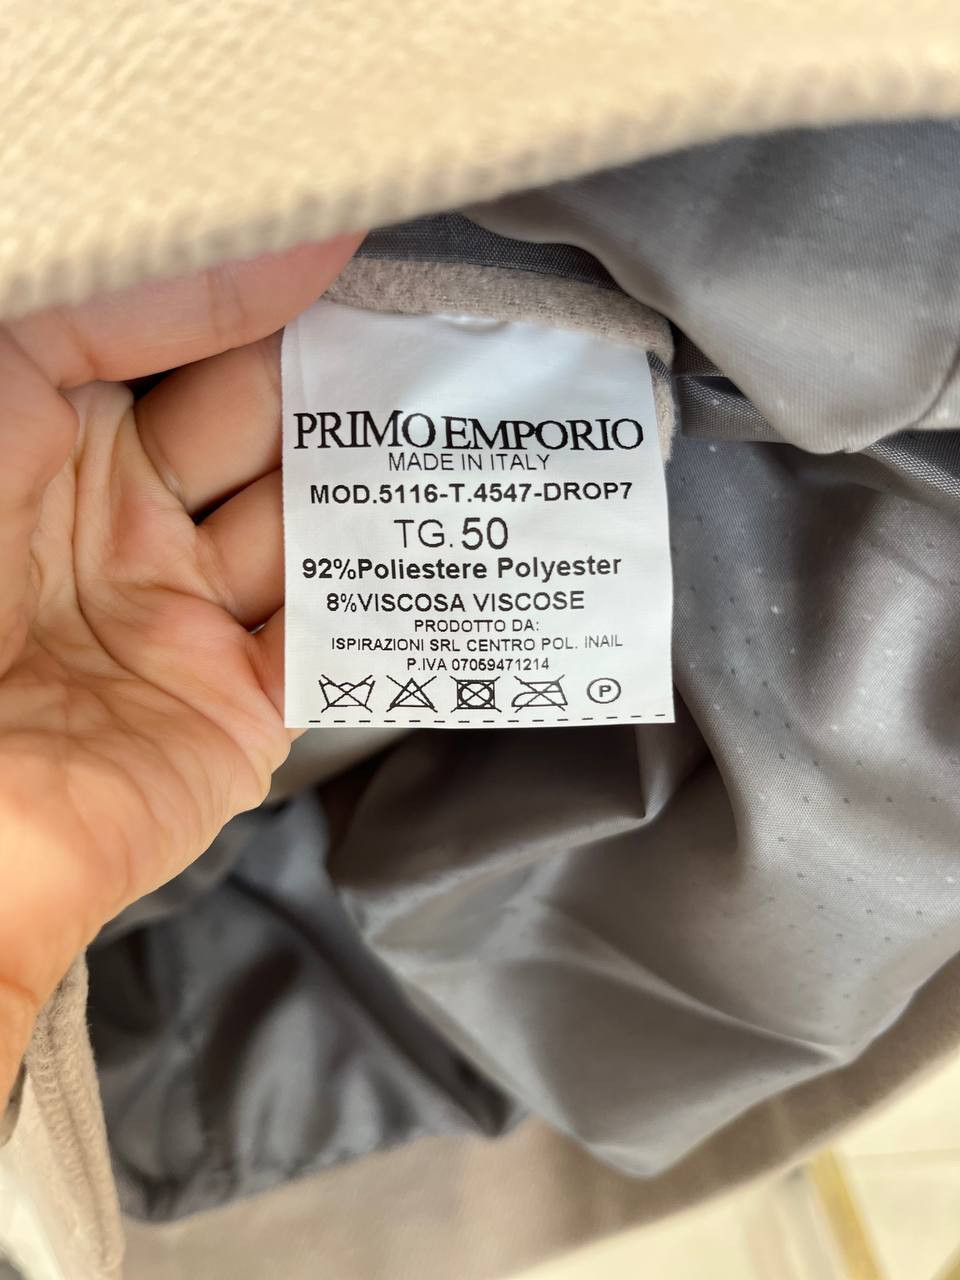 PRIMO EMPORIO
MADE IN ITALY
MOD.5116-T.4547-DROP7
TG.50
92%Poliestere Polyester
8%VISCOSA VISCOSE
PRODOTTO DA:
ISPIRAZIONI SRL CENTRO POL. INAIL
P.IVA 07059471214
P